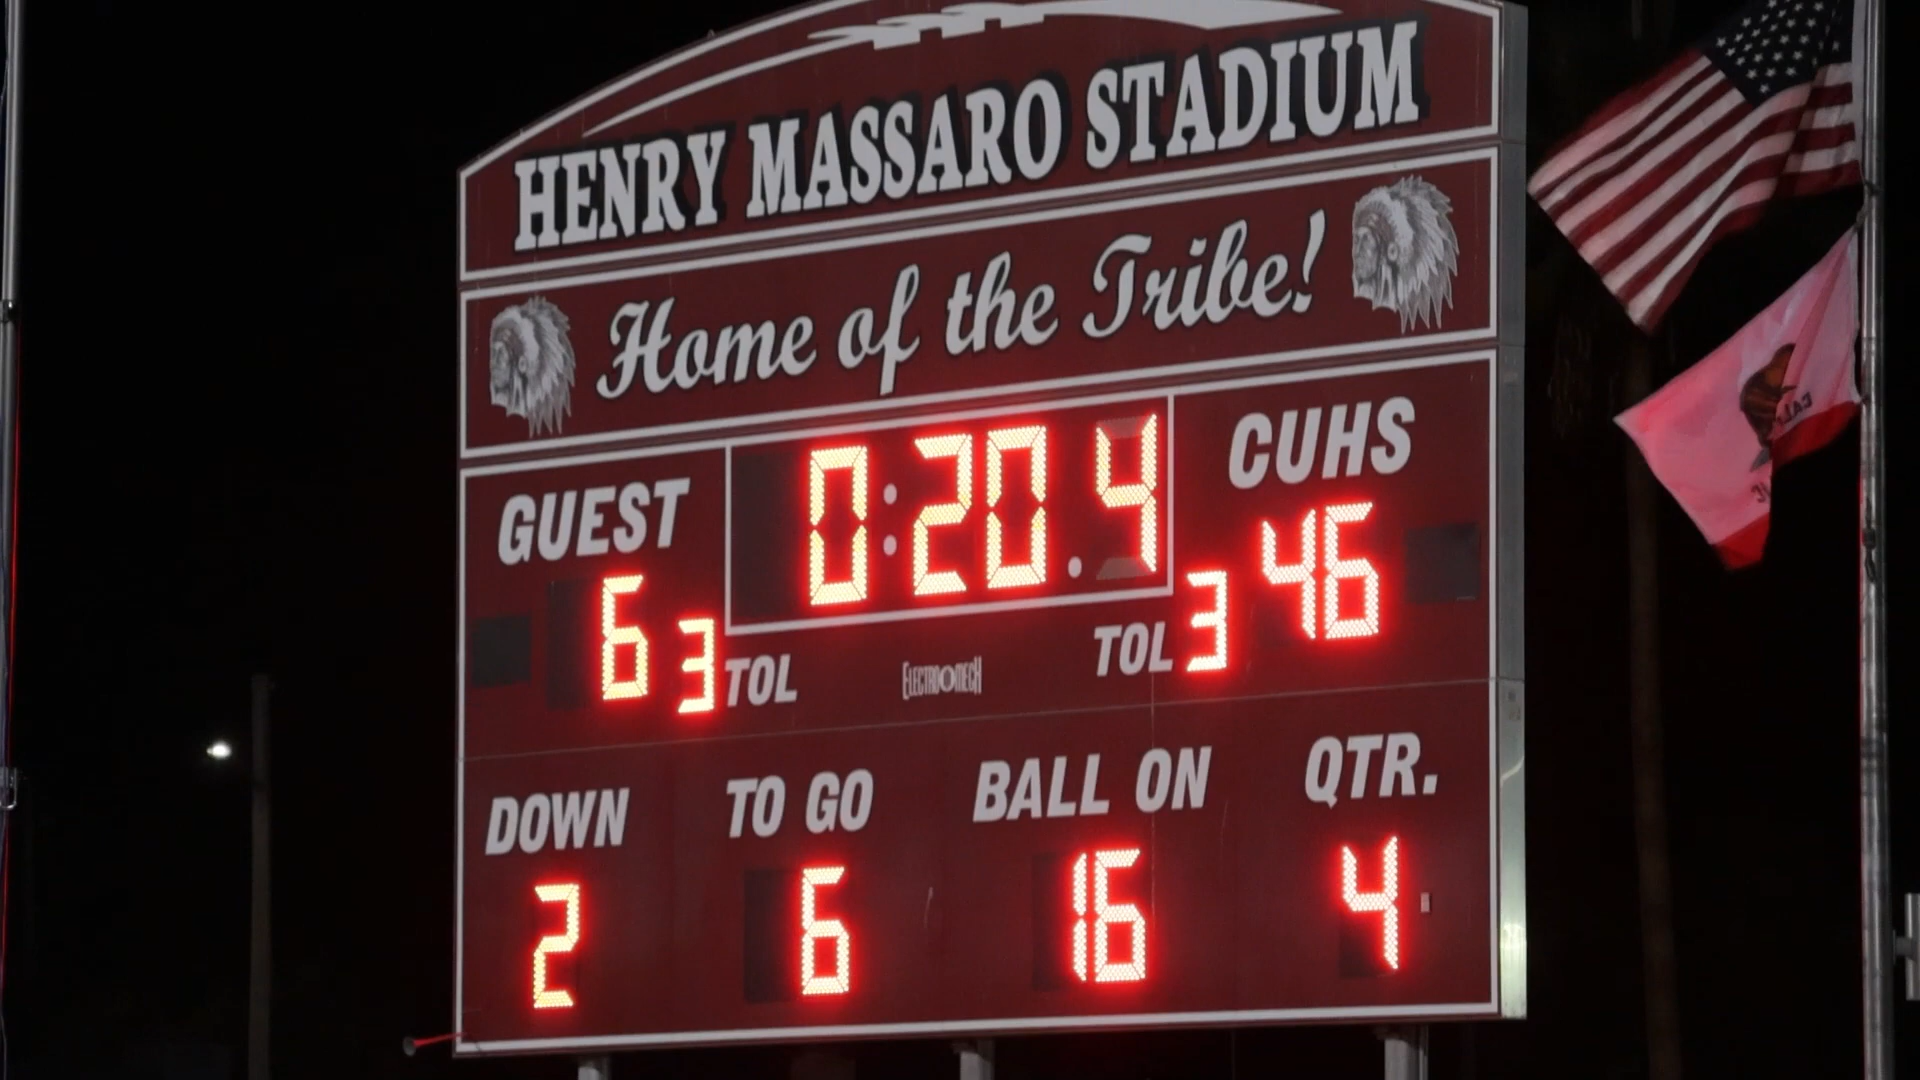 HENRY MASSARO STADIUM
Home of the Tribe!
GUEST 0:20.4 CUHS
6 3 TOL TOL 3 46
ELECTRO-MECH
DOWN TO GO BALL ON QTR.
2 6 16 4